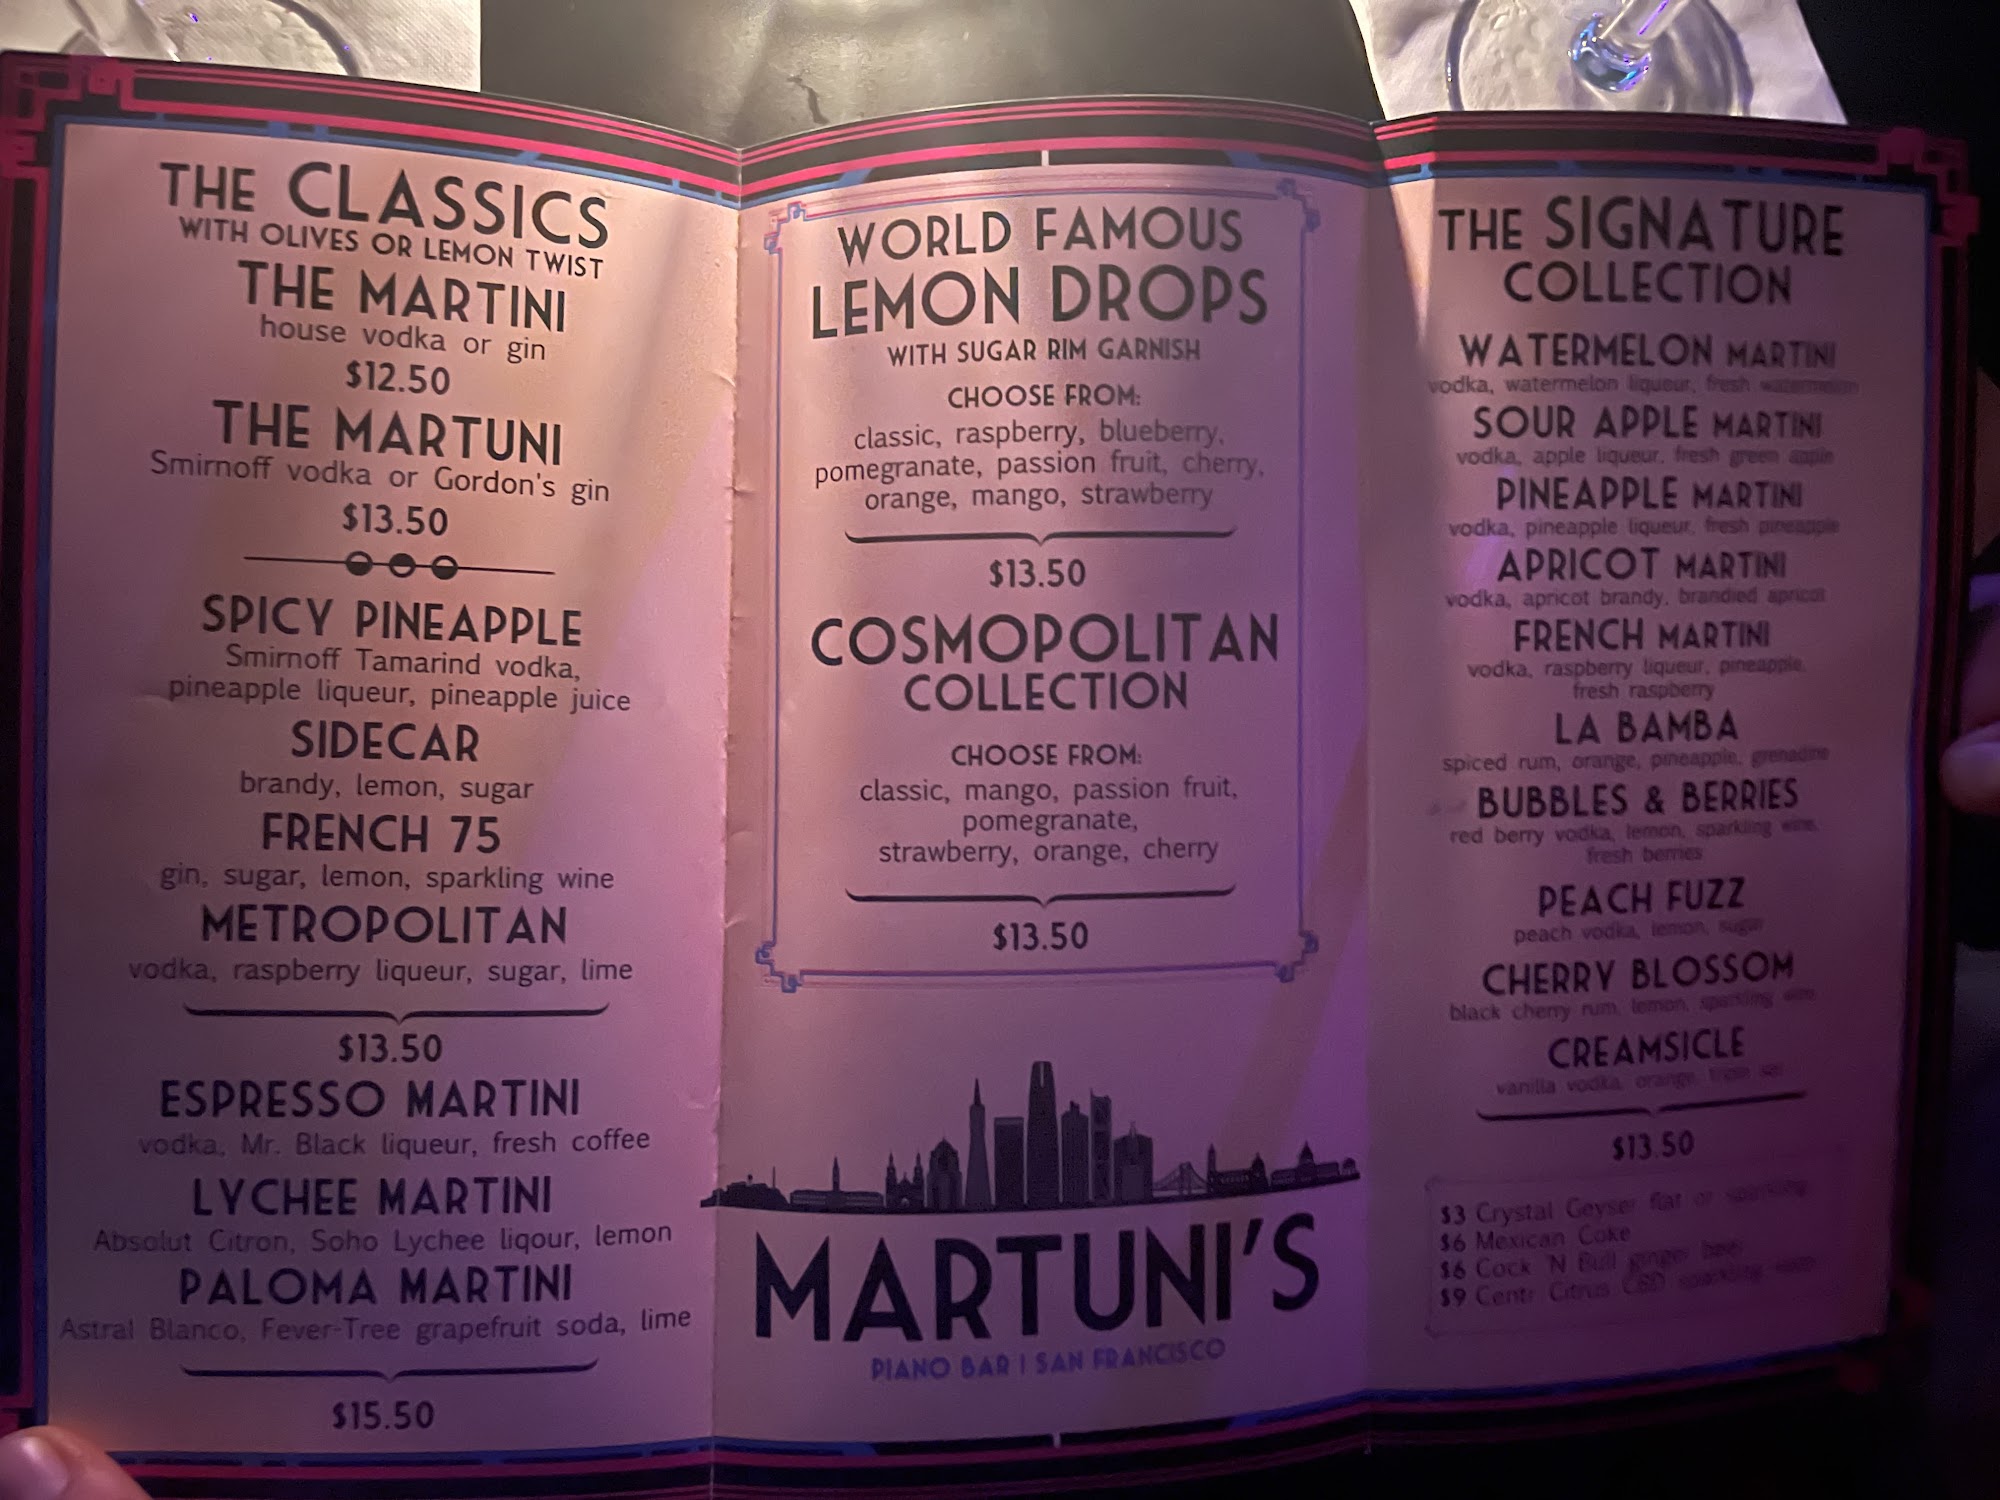 THE CLASSICS
WITH OLIVES OR LEMON TWIST
THE MARTINI
house vodka or gin
$12.50
THE MARTUNI
Smirnoff vodka or Gordon's gin
$13.50
SPICY PINEAPPLE
Smirnoff Tamarind vodka,
pineapple liqueur, pineapple juice
SIDECAR
brandy, lemon, sugar
FRENCH 75
gin, sugar, lemon, sparkling wine
METROPOLITAN
vodka, raspberry liqueur, sugar, lime
$13.50
ESPRESSO MARTINI
vodka, Mr. Black liqueur, fresh coffee
LYCHEE MARTINI
Absolut Citron, Soho Lychee liqour, lemon
PALOMA MARTINI
Astral Blanco, Fever-Tree grapefruit soda, lime
$15.50
WORLD FAMOUS
LEMON DROPS
WITH SUGAR RIM GARNISH
CHOOSE FROM:
classic, raspberry, blueberry,
pomegranate, passion fruit, cherry,
orange, mango, strawberry
$13.50
COSMOPOLITAN
COLLECTION
CHOOSE FROM:
classic, mango, passion fruit,
pomegranate,
strawberry, orange, cherry
$13.50
MARTUNI'S
PIANO BAR | SAN FRANCISCO
THE SIGNATURE
COLLECTION
WATERMELON MARTINI
vodka, watermelon liqueur, fresh watermelon
SOUR APPLE MARTINI
vodka, apple liqueur, fresh green apple
PINEAPPLE MARTINI
vodka, pineapple liqueur, fresh pineapple
APRICOT MARTINI
vodka, apricot brandy, brandied apricot
FRENCH MARTINI
vodka, raspberry liqueur, pineapple,
fresh raspberry
LA BAMBA
spiced rum, orange, pineapple, grenadine
BUBBLES & BERRIES
red berry vodka, lemon, sparkling wine,
fresh berries
PEACH FUZZ
peach vodka, lemon, sugar
CHERRY BLOSSOM
black cherry rum, lemon, sparkling wine
CREAMSICLE
vanilla vodka, orange, triple sec
$13.50
$3 Crystal Geyser flat or sparkling
$6 Mexican Coke
$6 Cock 'N Bull ginger beer
$9 Centr Citrus CBD sparkling